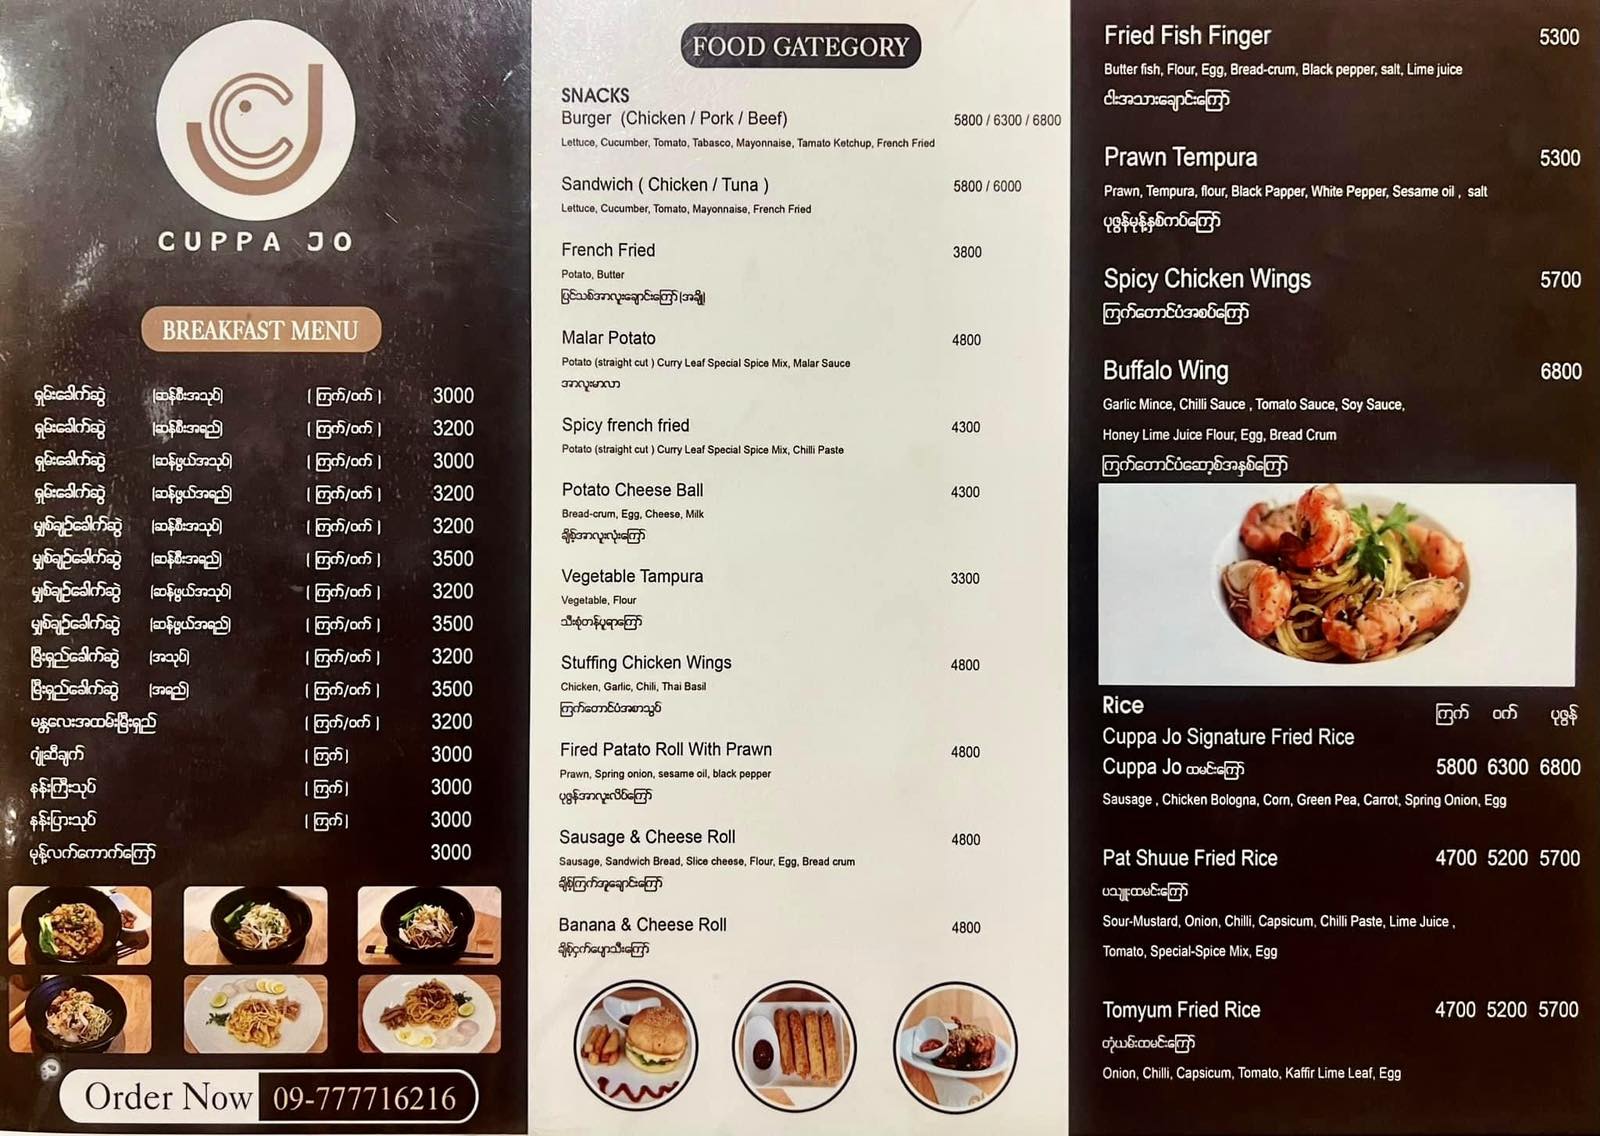 CUPPA JO
BREAKFAST MENU
ရှမ်းခေါက်ဆွဲ (ဆန်စီးအသုပ်) ( ကြက်/ဝက် ) 3000
ရှမ်းခေါက်ဆွဲ (ဆန်စီးအရည်) ( ကြက်/ဝက် ) 3200
ရှမ်းခေါက်ဆွဲ (ဆန်ဖွယ်အသုပ်) ( ကြက်/ဝက် ) 3000
ရှမ်းခေါက်ဆွဲ (ဆန်ဖွယ်အရည်) ( ကြက်/ဝက် ) 3200
မျှစ်ချဉ်ခေါက်ဆွဲ (ဆန်စီးအသုပ်) ( ကြက်/ဝက် ) 3200
မျှစ်ချဉ်ခေါက်ဆွဲ (ဆန်စီးအရည်) ( ကြက်/ဝက် ) 3500
မျှစ်ချဉ်ခေါက်ဆွဲ (ဆန်ဖွယ်အသုပ်) ( ကြက်/ဝက် ) 3200
မျှစ်ချဉ်ခေါက်ဆွဲ (ဆန်ဖွယ်အရည်) ( ကြက်/ဝက် ) 3500
မြီးရှည်ခေါက်ဆွဲ (အသုပ်) ( ကြက်/ဝက် ) 3200
မြီးရှည်ခေါက်ဆွဲ (အရည်) ( ကြက်/ဝက် ) 3500
မန္တလေးအထမ်းမြီးရှည် ( ကြက်/ဝက် ) 3200
ဂျုံဆီချက် ( ကြက် ) 3000
နန်းကြီးသုပ် ( ကြက် ) 3000
နန်းပြားသုပ် ( ကြက် ) 3000
မုန့်လက်ကောက်ကြော် 3000
Order Now 09-777716216
FOOD GATEGORY
SNACKS
Burger (Chicken / Pork / Beef) 5800 / 6300 / 6800
Lettuce, Cucumber, Tomato, Tabasco, Mayonnaise, Tamato Ketchup, French Fried
Sandwich ( Chicken / Tuna ) 5800 / 6000
Lettuce, Cucumber, Tomato, Mayonnaise, French Fried
French Fried 3800
Potato, Butter
ပြင်သစ်အာလူးချောင်းကြော်(အချို)
Malar Potato 4800
Potato (straight cut ) Curry Leaf Special Spice Mix, Malar Sauce
အာလူးမာလာ
Spicy french fried 4300
Potato (straight cut ) Curry Leaf Special Spice Mix, Chilli Paste
Potato Cheese Ball 4300
Bread-crum, Egg, Cheese, Milk
ချိစ့်အာလူးလုံးကြော်
Vegetable Tampura 3300
Vegetable, Flour
သီးစုံတန်ပူရာကြော်
Stuffing Chicken Wings 4800
Chicken, Garlic, Chili, Thai Basil
ကြက်တောင်ပံအစာသွပ်
Fired Patato Roll With Prawn 4800
Prawn, Spring onion, sesame oil, black pepper
ပုဇွန်အာလူးလိပ်ကြော်
Sausage & Cheese Roll 4800
Sausage, Sandwich Bread, Slice cheese, Flour, Egg, Bread crum
ချိစ့်ကြက်အူချောင်းကြော်
Banana & Cheese Roll 4800
ချိစ့်ငှက်ပျောသီးကြော်
Fried Fish Finger 5300
Butter fish, Flour, Egg, Bread-crum, Black pepper, salt, Lime juice
ငါးအသားချောင်းကြော်
Prawn Tempura 5300
Prawn, Tempura, flour, Black Papper, White Pepper, Sesame oil , salt
ပုဇွန်မုန့်နှစ်ကပ်ကြော်
Spicy Chicken Wings 5700
ကြက်တောင်ပံအစပ်ကြော်
Buffalo Wing 6800
Garlic Mince, Chilli Sauce , Tomato Sauce, Soy Sauce,
Honey Lime Juice Flour, Egg, Bread Crum
ကြက်တောင်ပံဆော့စ်အနှစ်ကြော်
Rice ကြက် ဝက် ပုဇွန်
Cuppa Jo Signature Fried Rice
Cuppa Jo ထမင်းကြော် 5800 6300 6800
Sausage , Chicken Bologna, Corn, Green Pea, Carrot, Spring Onion, Egg
Pat Shuue Fried Rice 4700 5200 5700
ပသျှူးထမင်းကြော်
Sour-Mustard, Onion, Chilli, Capsicum, Chilli Paste, Lime Juice ,
Tomato, Special-Spice Mix, Egg
Tomyum Fried Rice 4700 5200 5700
တုံယမ်းထမင်းကြော်
Onion, Chilli, Capsicum, Tomato, Kaffir Lime Leaf, Egg